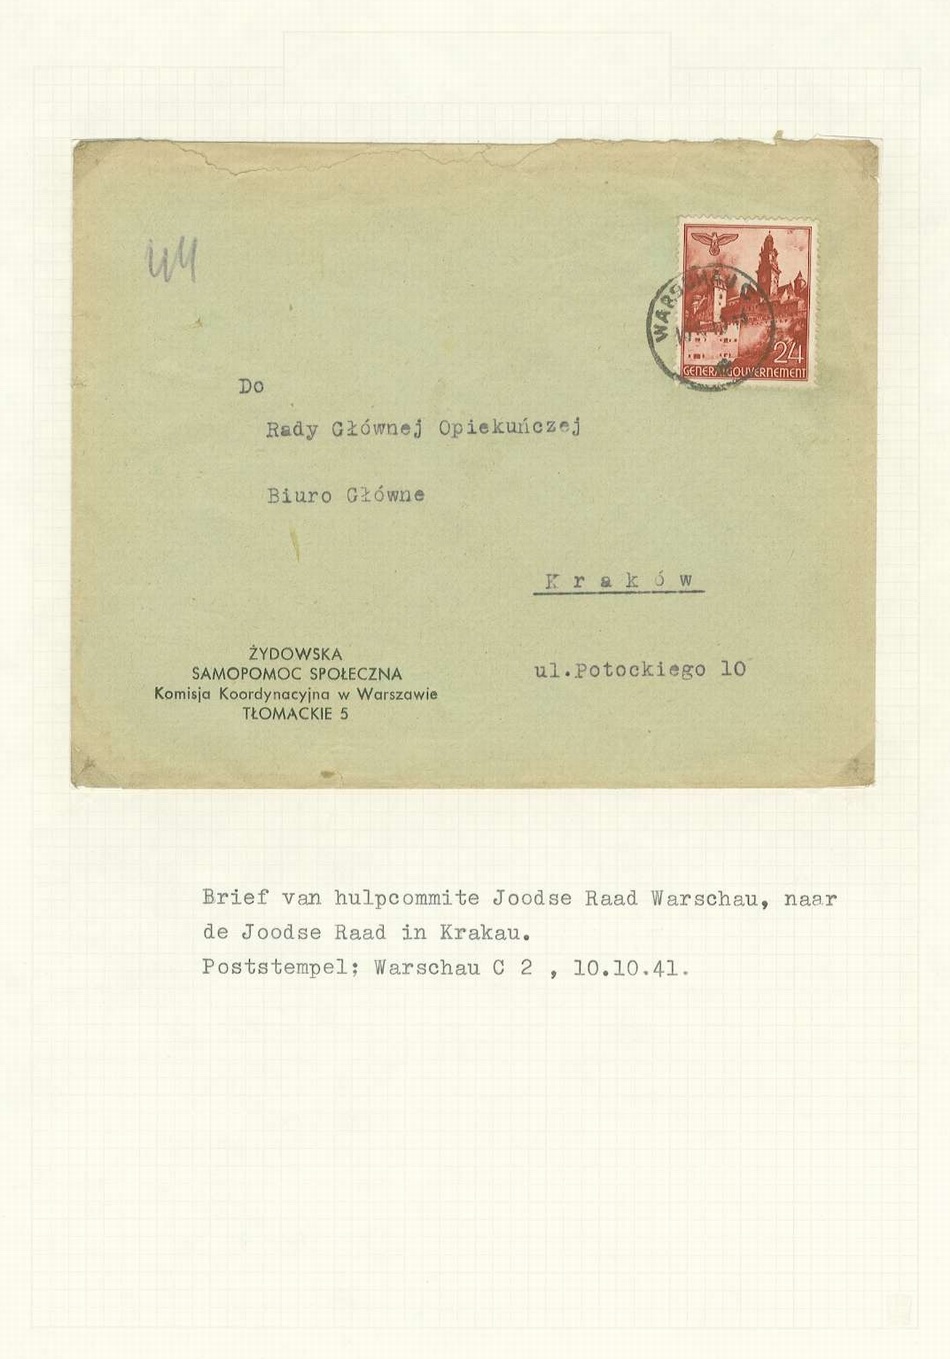 44
WARSCHAU C
24
GENERALGOUVERNEMENT
Do
Rady Głównej Opiekuńczej
Biuro Główne
Kraków
ul.Potockiego 10
ŻYDOWSKA
SAMOPOMOC SPOŁECZNA
Komisja Koordynacyjna w Warszawie
TŁOMACKIE 5
Brief van hulpcommite Joodse Raad Warschau, naar
de Joodse Raad in Krakau.
Poststempel; Warschau C 2 , 10.10.41.